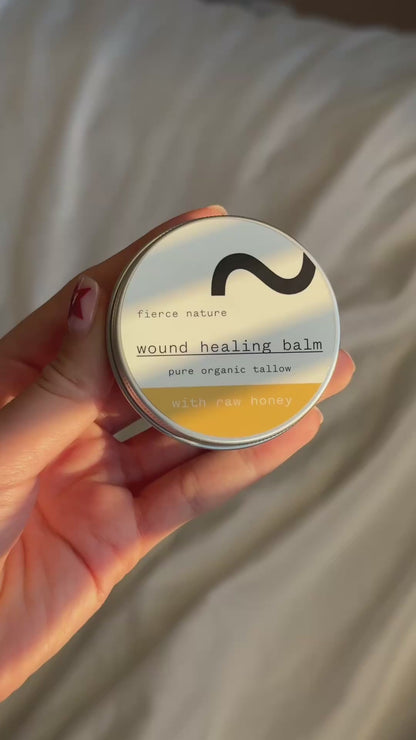 fierce nature
wound healing balm
pure organic tallow
with raw honey